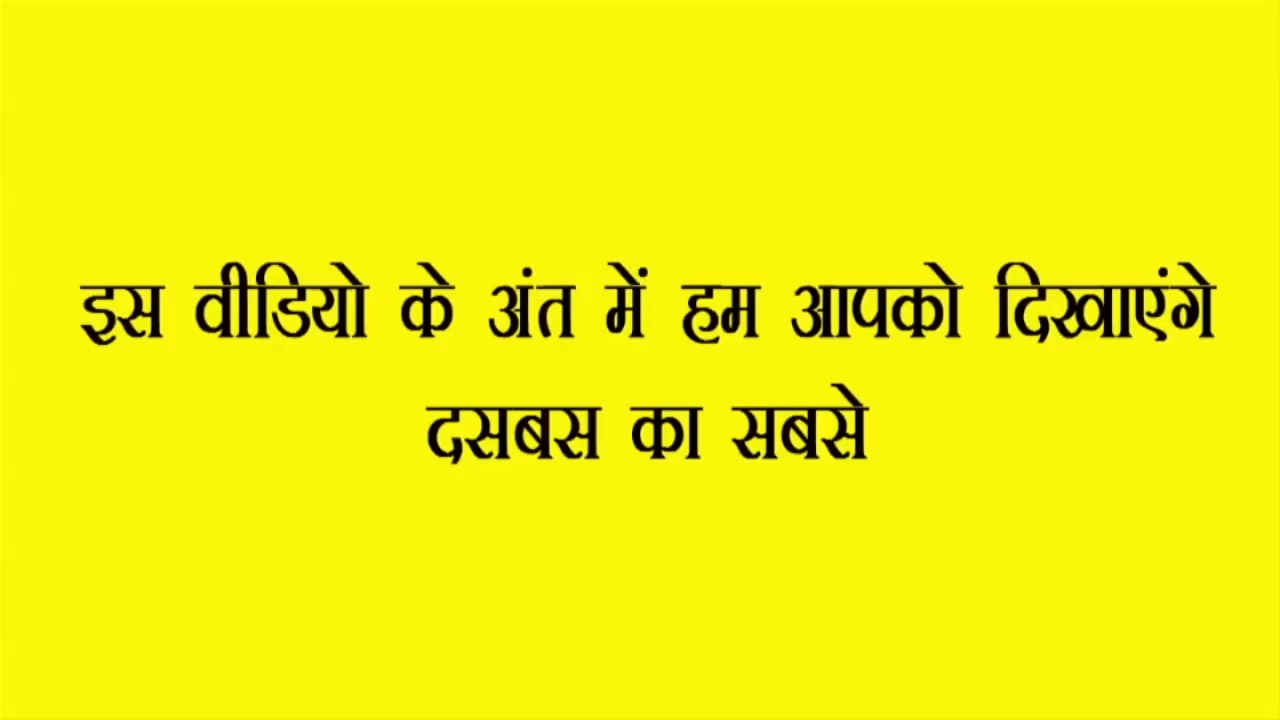 इस वीडियो के अंत में हम आपको दिखाएंगे
दसबस का सबसे